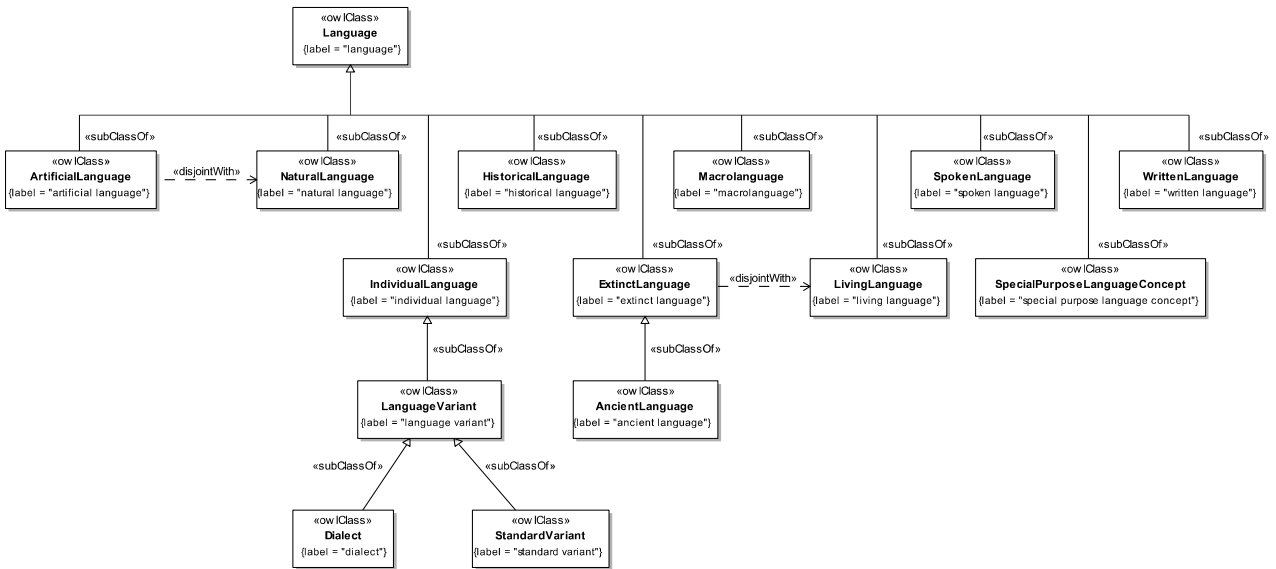 «owlClass»
Language
{label = "language"}
«subClassOf»
«subClassOf»
«subClassOf»
«subClassOf»
«subClassOf»
«subClassOf»
«owlClass»
ArtificialLanguage
{label = "artificial language"}
«disjointWith»
«owlClass»
NaturalLanguage
{label = "natural language"}
«owlClass»
HistoricalLanguage
{label = "historical language"}
«owlClass»
Macrolanguage
{label = "macrolanguage"}
«owlClass»
SpokenLanguage
{label = "spoken language"}
«owlClass»
WrittenLanguage
{label = "written language"}
«subClassOf»
«subClassOf»
«subClassOf»
«subClassOf»
«owlClass»
IndividualLanguage
{label = "individual language"}
«owlClass»
ExtinctLanguage
{label = "extinct language"}
«disjointWith»
«owlClass»
LivingLanguage
{label = "living language"}
«owlClass»
SpecialPurposeLanguageConcept
{label = "special purpose language concept"}
«subClassOf»
«subClassOf»
«owlClass»
LanguageVariant
{label = "language variant"}
«owlClass»
AncientLanguage
{label = "ancient language"}
«subClassOf»
«subClassOf»
«owlClass»
Dialect
{label = "dialect"}
«owlClass»
StandardVariant
{label = "standard variant"}